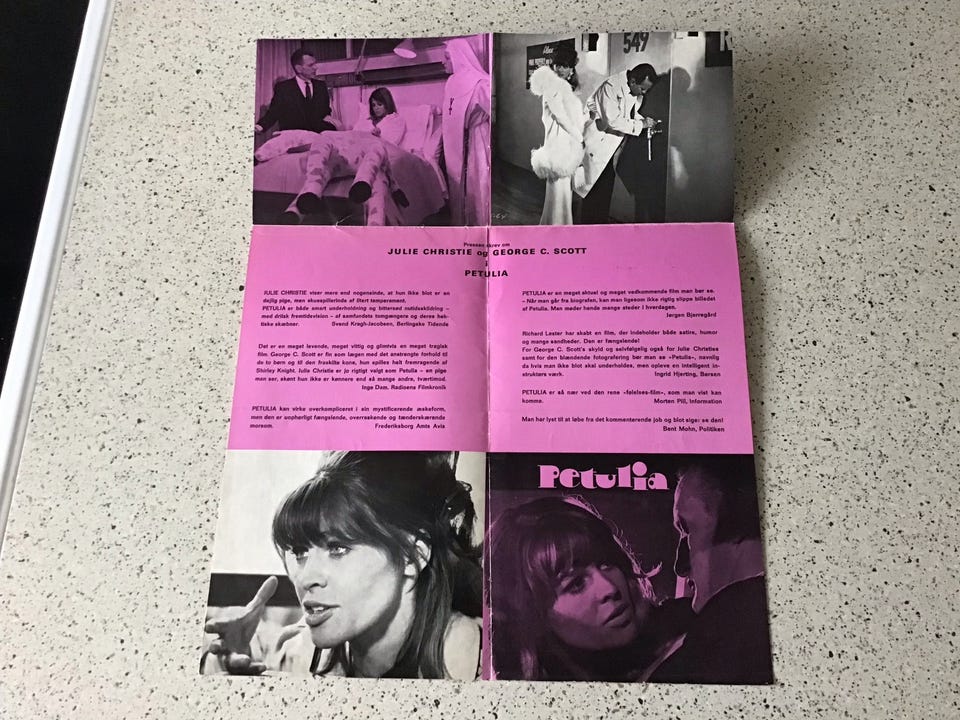 549
Pressen skrev om
JULIE CHRISTIE og GEORGE C. SCOTT
i
PETULIA
JULIE CHRISTIE viser mere end nogensinde, at hun ikke blot er en
dejlig pige, men skuespillerinde af litert temperament.
PETULIA er både smart underholdning og bittersød nutidsskildring –
med dritisk fremtidsvision – af samfundets tomgængere og deres hek-
tiske skæbner. Svend Kragh-Jacobsen, Berlingske Tidende
Det er en meget levende, meget vittig og glimtvis en meget tragisk
film. George C. Scott er fin som lægen med det anstrengte forhold til
de to børn og til den fraskilte kone, hun spilles helt fremragende af
Shirley Knight. Julie Christie er jo rigtigt valgt som Petulia – en pige
man ser, skønt hun ikke er kønnere end så mange andre, tværtimod.
Inge Dam, Radioens Filmkronik
PETULIA kan virke overkompliceret i sin mystificerende æskeform,
men den er uophørligt fængslende, overraskende og tænderskærende
morsom. Frederiksborg Amts Avis
PETULIA er en meget aktuel og meget vedkommende film man bør se.
– Når man går fra biografen, kan man ligesom ikke rigtig slippe billedet
af Petulia. Man møder hende mange steder i hverdagen.
Jørgen Bjerregård
Richard Lester har skabt en film, der indeholder både satire, humor
og mange sandheder. Den er fængslende!
For George C. Scott's skyld og selvfølgelig også for Julie Christies
samt for den blændende fotografering bør man se »Petulia«, navnlig
da hvis man ikke blot skal underholdes, men opleve en intelligent in-
struktørs værk. Ingrid Hjerting, Børsen
PETULIA er så nær ved den rene »følelses-film«, som man vist kan
komme. Morten Piil, Information
Man har lyst til at løbe fra det kommenterende job og blot sige: se den!
Bent Mohn, Politiken
Petulia